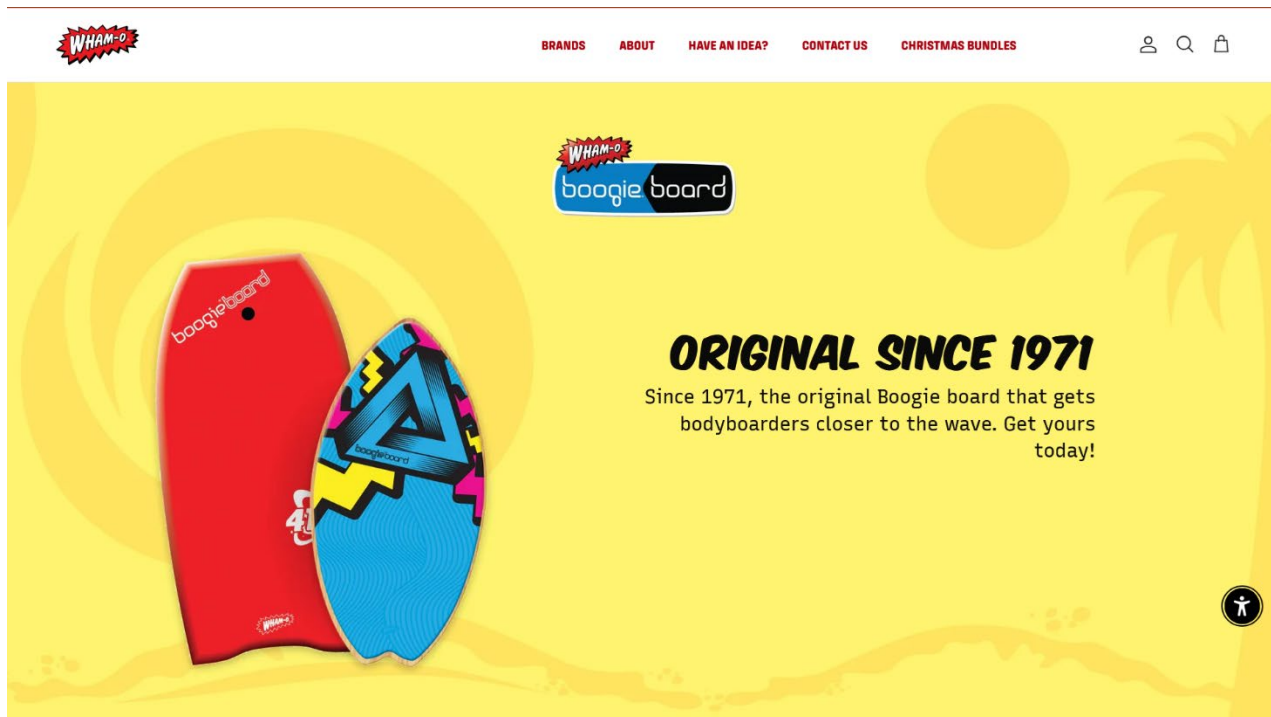 WHAM-O
BRANDS ABOUT HAVE AN IDEA? CONTACT US CHRISTMAS BUNDLES
WHAM-O
boogie board
boogieboard
ORIGINAL SINCE 1971
Since 1971, the original Boogie board that gets
bodyboarders closer to the wave. Get yours
today!
boogieboard
41
WHAM-O